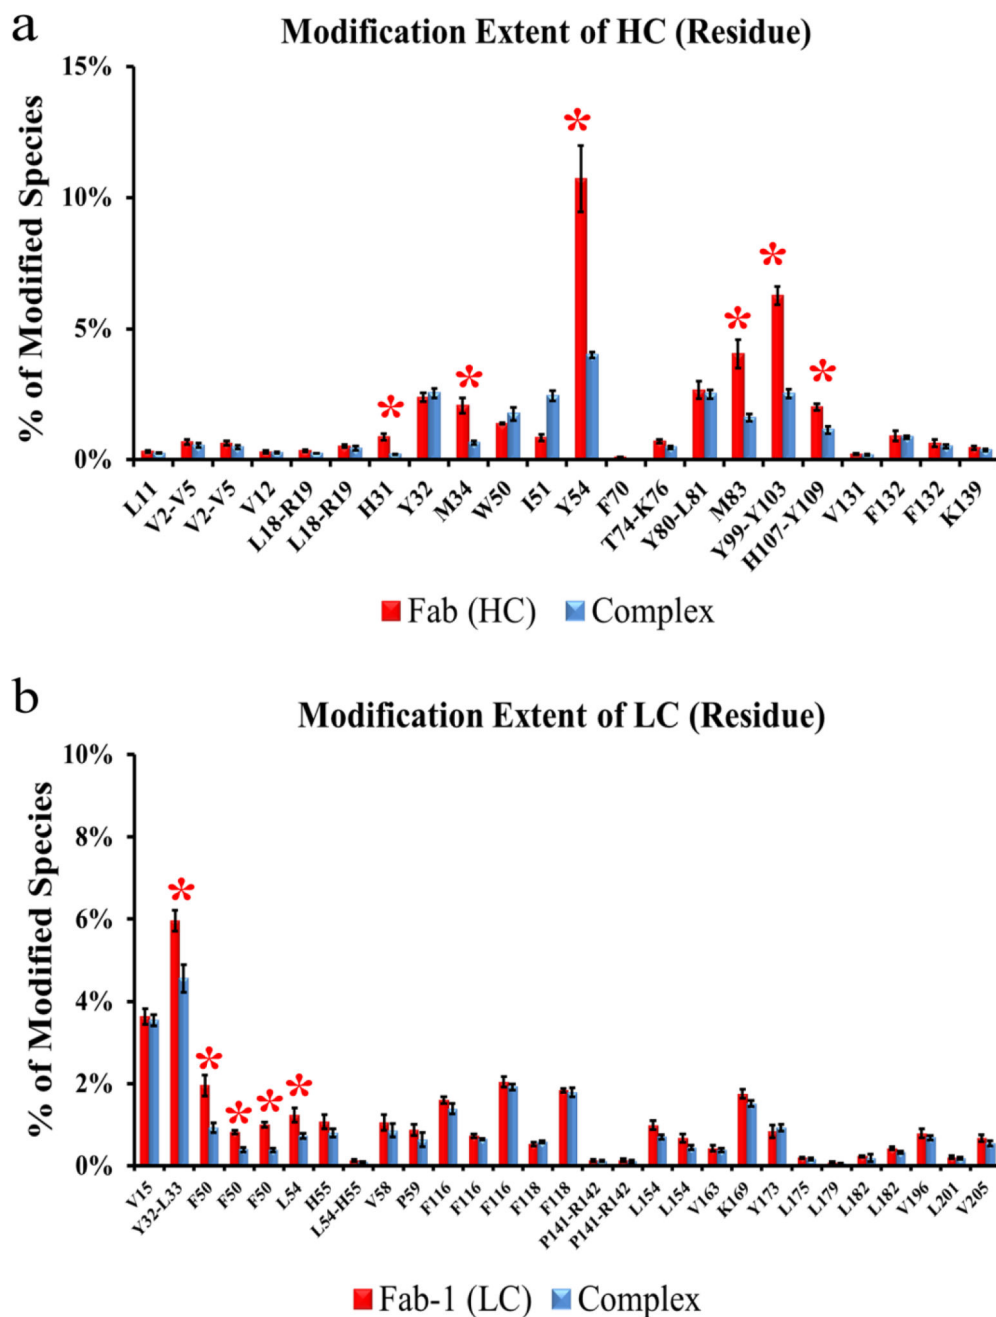 a
Modification Extent of HC (Residue)
15%
10%
5%
0%
% of Modified Species
*
*
*
*
*
*
L11
V2-V5
V2-V5
V12
L18-R19
L18-R19
H31
Y32
M34
W50
I51
Y54
F70
T74-K76
Y80-L81
M83
Y99-Y103
H107-Y109
V131
F132
F132
K139
Fab (HC) Complex
b
Modification Extent of LC (Residue)
10%
8%
6%
4%
2%
0%
% of Modified Species
*
*
*
*
*
V15
Y32-L33
F50
F50
F50
L54
H55
L54-H55
V58
P59
F116
F116
F116
F118
F118
P141-R142
P141-R142
L154
L154
V163
K169
Y173
L175
L179
L182
L182
V196
L201
V205
Fab-1 (LC) Complex